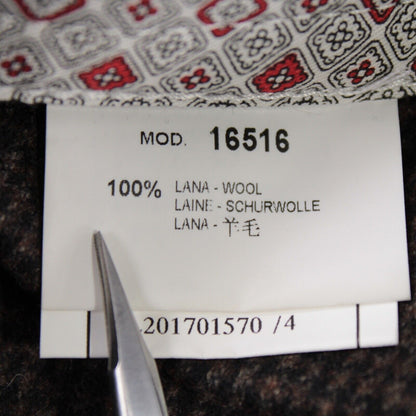 MOD. 16516
100% LANA - WOOL
LAINE - SCHURWOLLE
LANA - 羊毛
201701570 /4